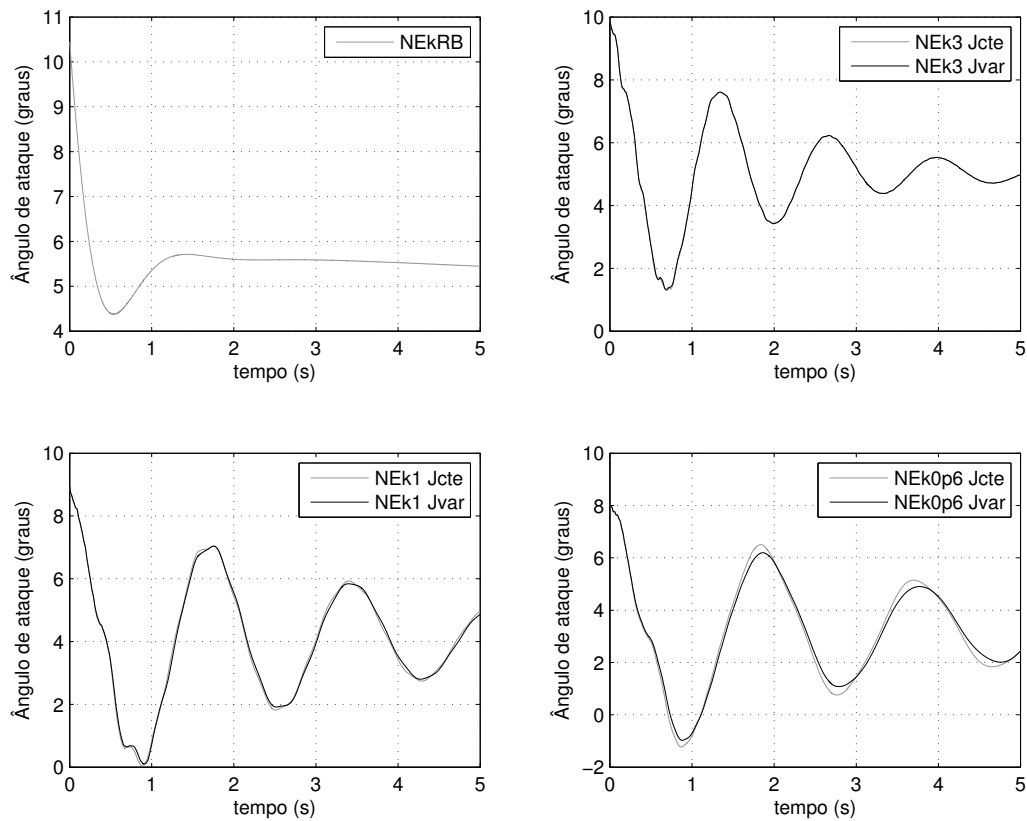 NEkRB
Ângulo de ataque (graus)
11
10
9
8
7
6
5
4
0 1 2 3 4 5
tempo (s)
NEk3 Jcte
NEk3 Jvar
Ângulo de ataque (graus)
10
8
6
4
2
0
0 1 2 3 4 5
tempo (s)
NEk1 Jcte
NEk1 Jvar
Ângulo de ataque (graus)
10
8
6
4
2
0
0 1 2 3 4 5
tempo (s)
NEk0p6 Jcte
NEk0p6 Jvar
Ângulo de ataque (graus)
10
8
6
4
2
0
−2
0 1 2 3 4 5
tempo (s)